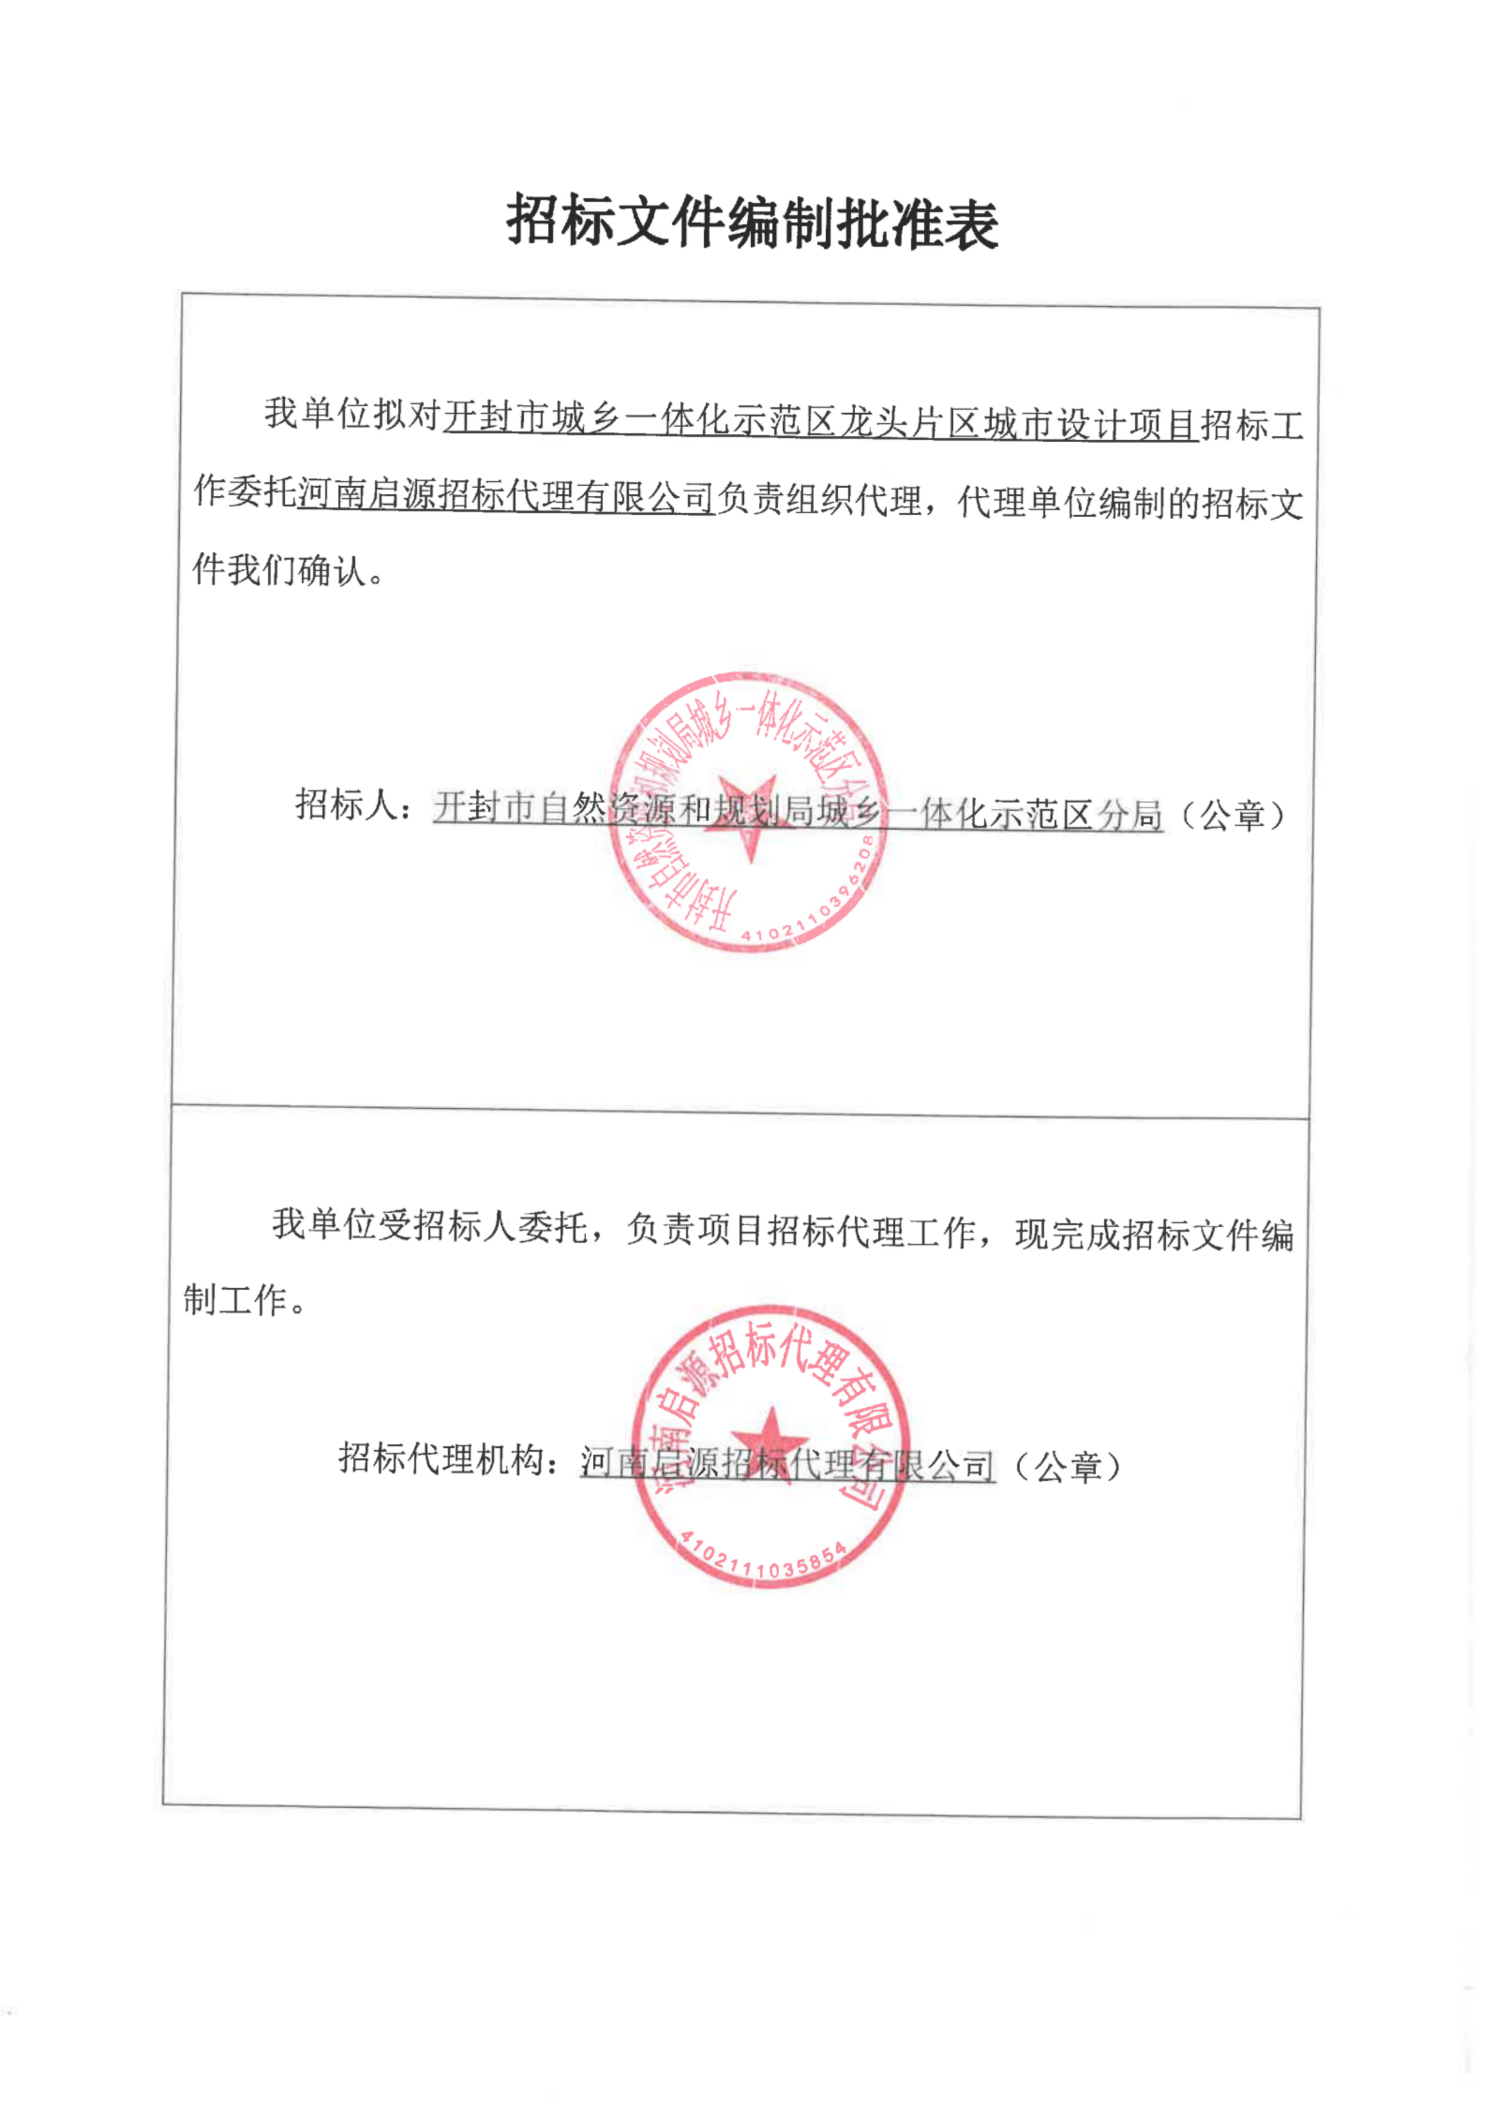 招标文件编制批准表
我单位拟对开封市城乡一体化示范区龙头片区城市设计项目招标工
作委托河南启源招标代理有限公司负责组织代理，代理单位编制的招标文
件我们确认。
招标人：开封市自然资源和规划局城乡一体化示范区分局（公章）
开封市自然资源和规划局城乡一体化示范区分局
4102110396208
我单位受招标人委托，负责项目招标代理工作，现完成招标文件编
制工作。
招标代理机构：河南启源招标代理有限公司（公章）
河南启源招标代理有限公司
4102111035854